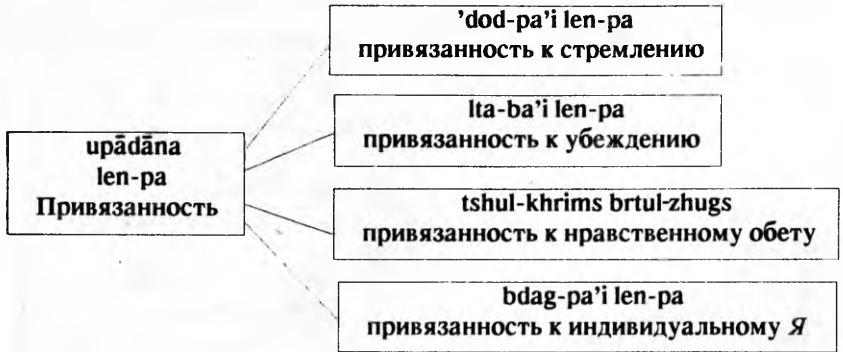 'dod-pa'i len-pa
привязанность к стремлению
lta-ba'i len-pa
привязанность к убеждению
upādāna
len-pa
Привязанность
tshul-khrims brtul-zhugs
привязанность к нравственному обету
bdag-pa'i len-pa
привязанность к индивидуальному Я